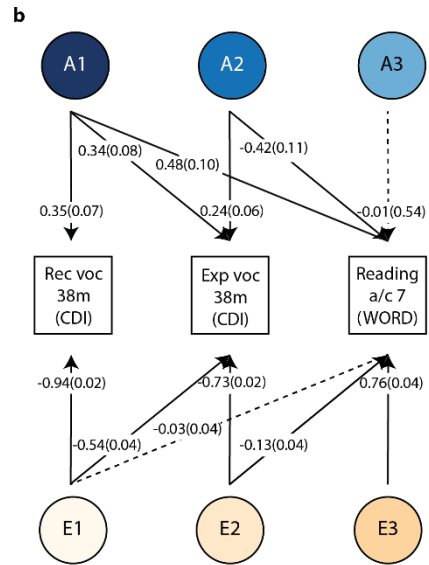 b
A1
A2
A3
0.34(0.08)
-0.42(0.11)
0.48(0.10)
0.35(0.07)
0.24(0.06)
-0.01(0.54)
Rec voc
38m
(CDI)
Exp voc
38m
(CDI)
Reading
a/c 7
(WORD)
-0.94(0.02)
-0.73(0.02)
0.76(0.04)
-0.03(0.04)
-0.54(0.04)
-0.13(0.04)
E1
E2
E3